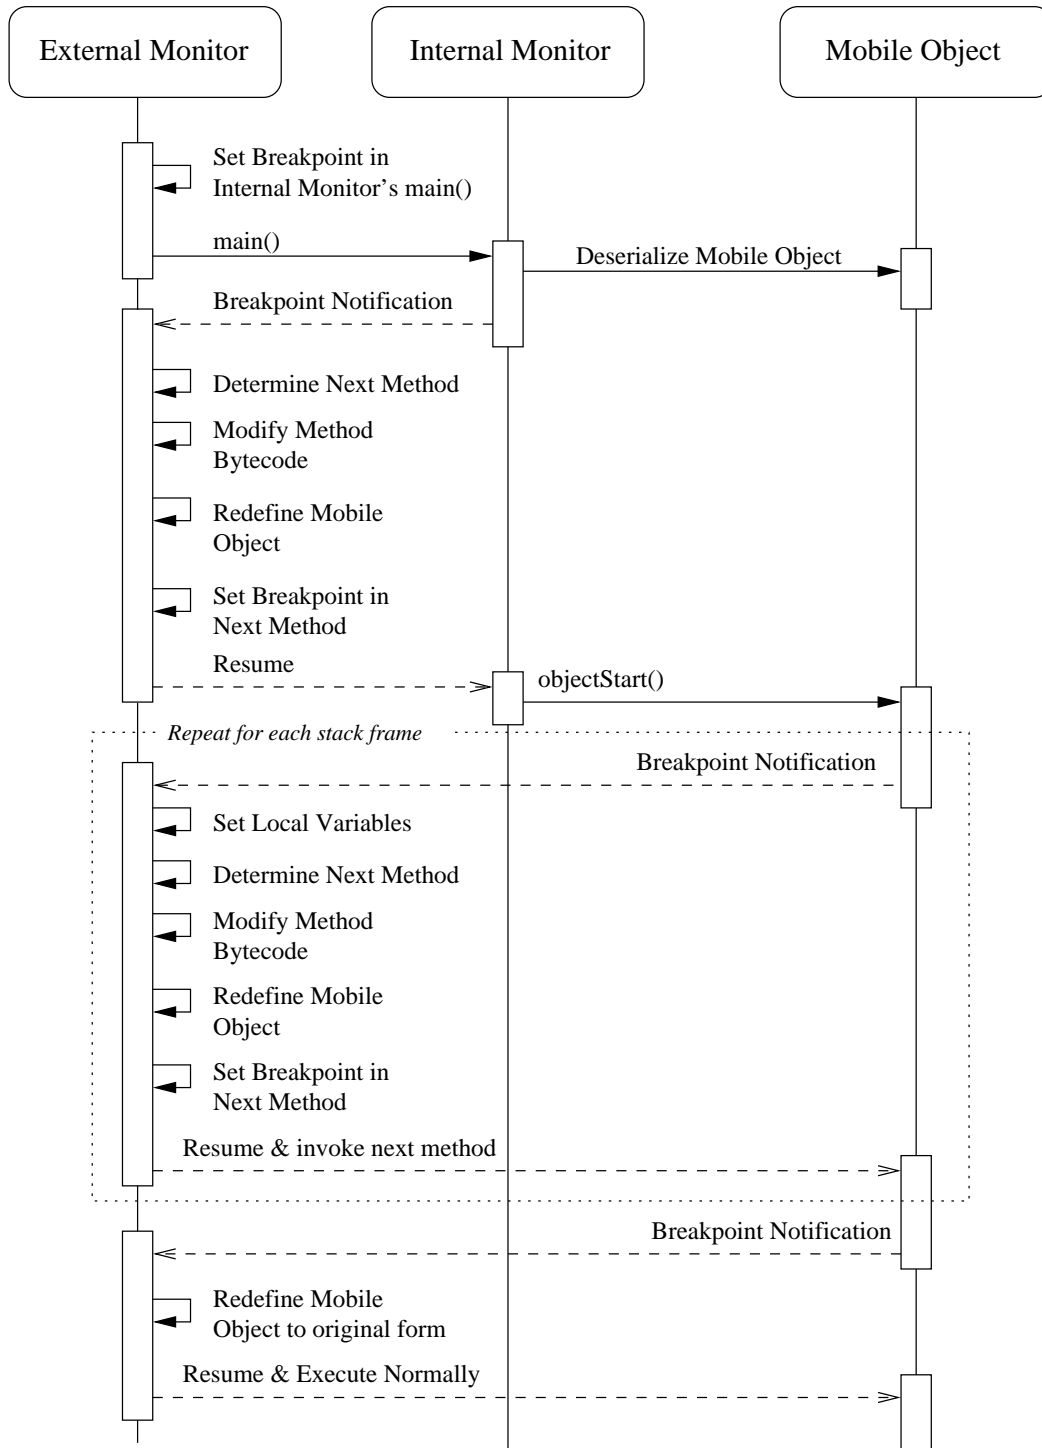 External Monitor
Internal Monitor
Mobile Object
Set Breakpoint in
Internal Monitor’s main()
main()
Deserialize Mobile Object
Breakpoint Notification
Determine Next Method
Modify Method
Bytecode
Redefine Mobile
Object
Set Breakpoint in
Next Method
Resume
objectStart()
Repeat for each stack frame
Breakpoint Notification
Set Local Variables
Determine Next Method
Modify Method
Bytecode
Redefine Mobile
Object
Set Breakpoint in
Next Method
Resume & invoke next method
Breakpoint Notification
Redefine Mobile
Object to original form
Resume & Execute Normally